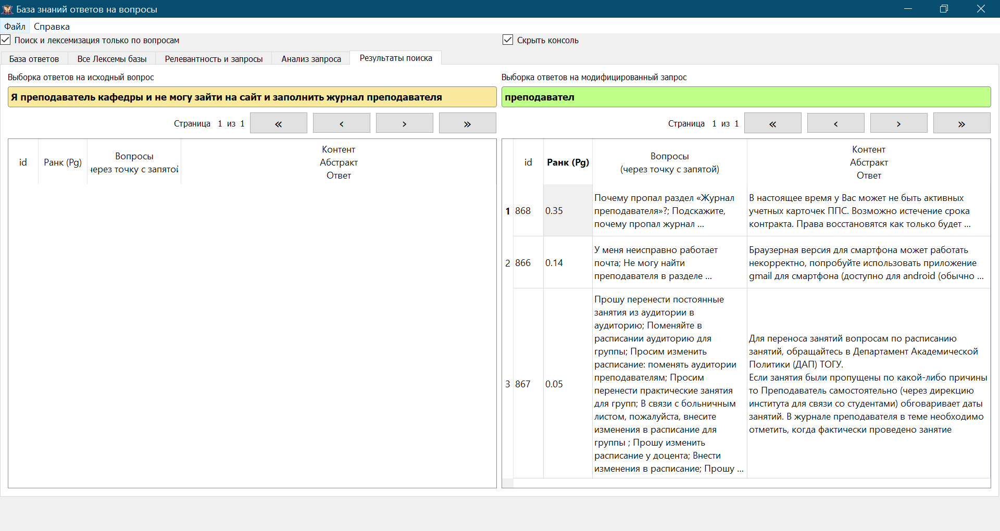 База знаний ответов на вопросы
Файл Справка
Поиск и лексемизация только по вопросам
Скрыть консоль
База ответов
Все Лексемы базы
Релевантность и запросы
Анализ запроса
Результаты поиска
Выборка ответов на исходный вопрос
Я преподаватель кафедры и не могу зайти на сайт и заполнить журнал преподавателя
Страница 1 из 1 « ‹ › »
id
Ранк (Pg)
Вопросы
через точку с запятой
Контент
Абстракт
Ответ
Выборка ответов на модифицированный запрос
преподавател
Страница 1 из 1 « ‹ › »
id
Ранк (Pg)
Вопросы
(через точку с запятой)
Контент
Абстракт
Ответ
1 868
0.35
Почему пропал раздел «Журнал
преподавателя»?; Подскажите,
почему пропал журнал ...
В настоящее время у Вас может не быть активных
учетных карточек ППС. Возможно истечение срока
контракта. Права восстановятся как только будет ...
2 866
0.14
У меня неисправно работает
почта; Не могу найти
преподавателя в разделе ...
Браузерная версия для смартфона может работать
некорректно, попробуйте использовать приложение
gmail для смартфона (доступно для android (обычно ...
3 867
0.05
Прошу перенести постоянные
занятия из аудитории в
аудиторию; Поменяйте в
расписании аудиторию для
группы; Просим изменить
расписание: поменять аудитории
преподавателям; Просим
перенести практические занятия
для групп; В связи с больничным
листом, пожалуйста, внесите
изменения в расписание для
группы ; Прошу изменить
расписание у доцента; Внести
изменения в расписание; Прошу ...
Для переноса занятий вопросам по расписанию
занятий, обращайтесь в Департамент Академической
Политики (ДАП) ТОГУ.
Если занятия были пропущены по какой-либо причины
то Преподаватель самостоятельно (через дирекцию
института для связи со студентами) обговаривает даты
занятий. В журнале преподавателя в теме необходимо
отметить, когда фактически проведено занятие